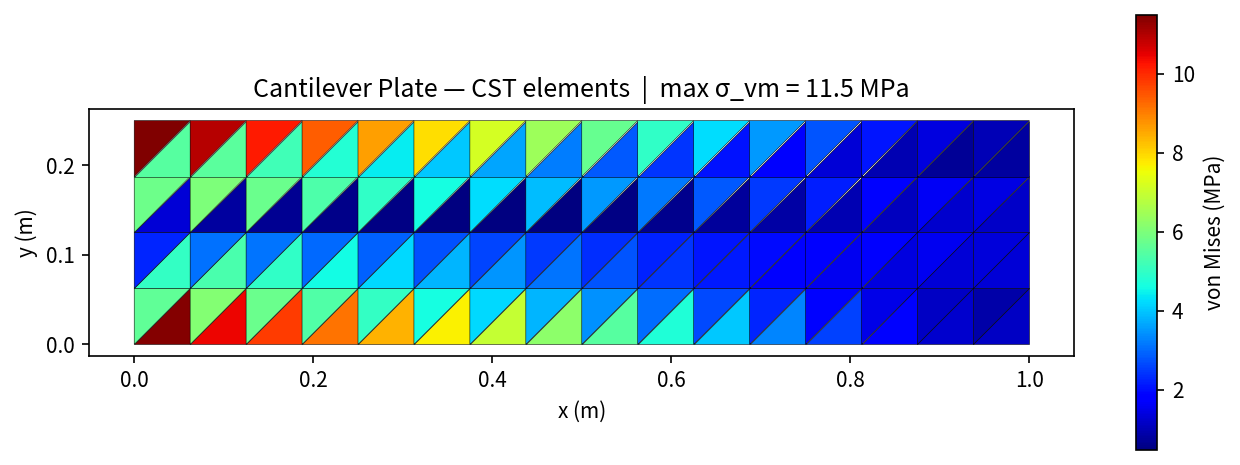 Cantilever Plate — CST elements | max σ_vm = 11.5 MPa
10
8
6
4
2
von Mises (MPa)
0.2
0.1
0.0
y (m)
0.0 0.2 0.4 0.6 0.8 1.0
x (m)